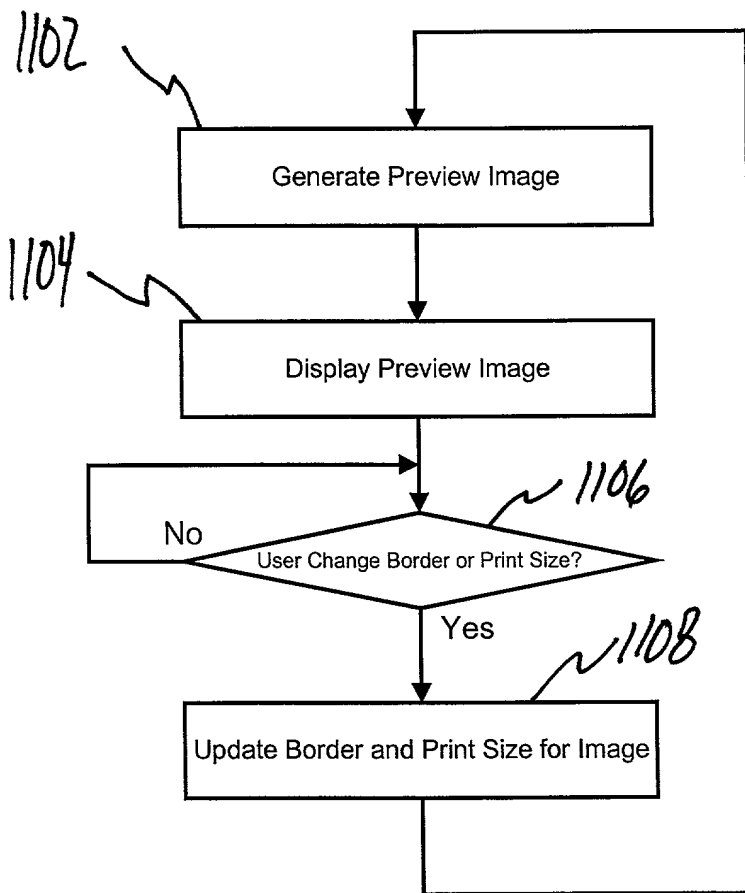 1102
Generate Preview Image
1104
Display Preview Image
1106
No
User Change Border or Print Size?
Yes
1108
Update Border and Print Size for Image